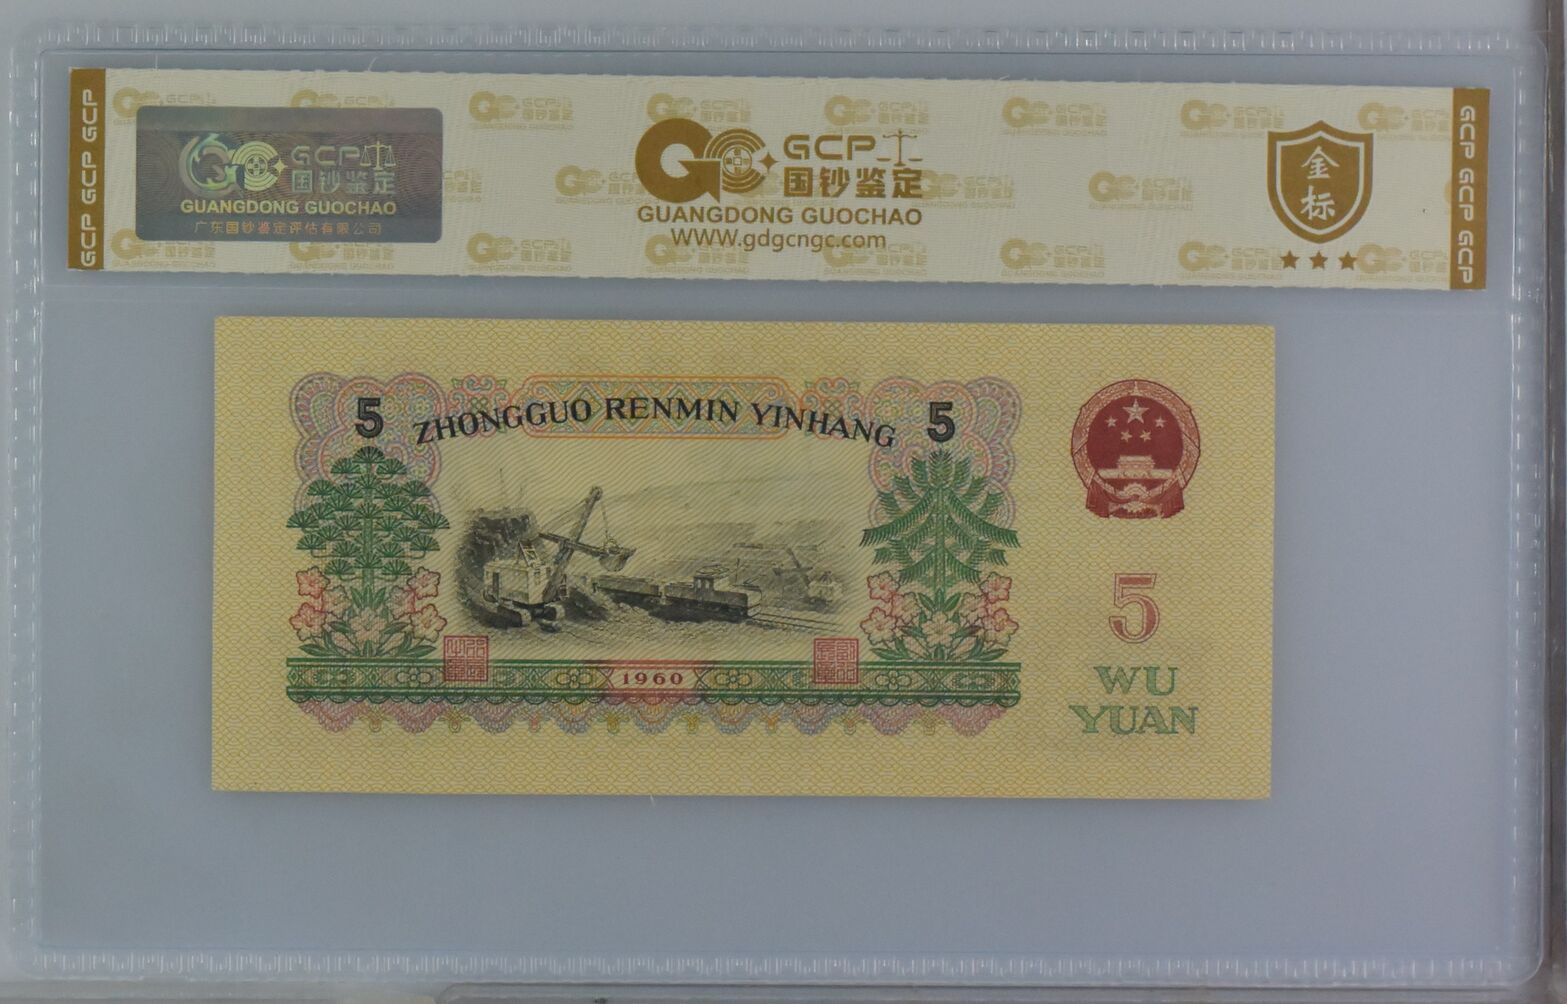 GCP GCP GCP
GCP
国钞鉴定
GUANGDONG GUOCHAO
广东国钞鉴定评估有限公司
GCP
国钞鉴定
GUANGDONG GUOCHAO
WWW.gdgcngc.com
金标
GCP GCP GCP
5
ZHONGGUO RENMIN YINHANG
5
1960
5
WU
YUAN